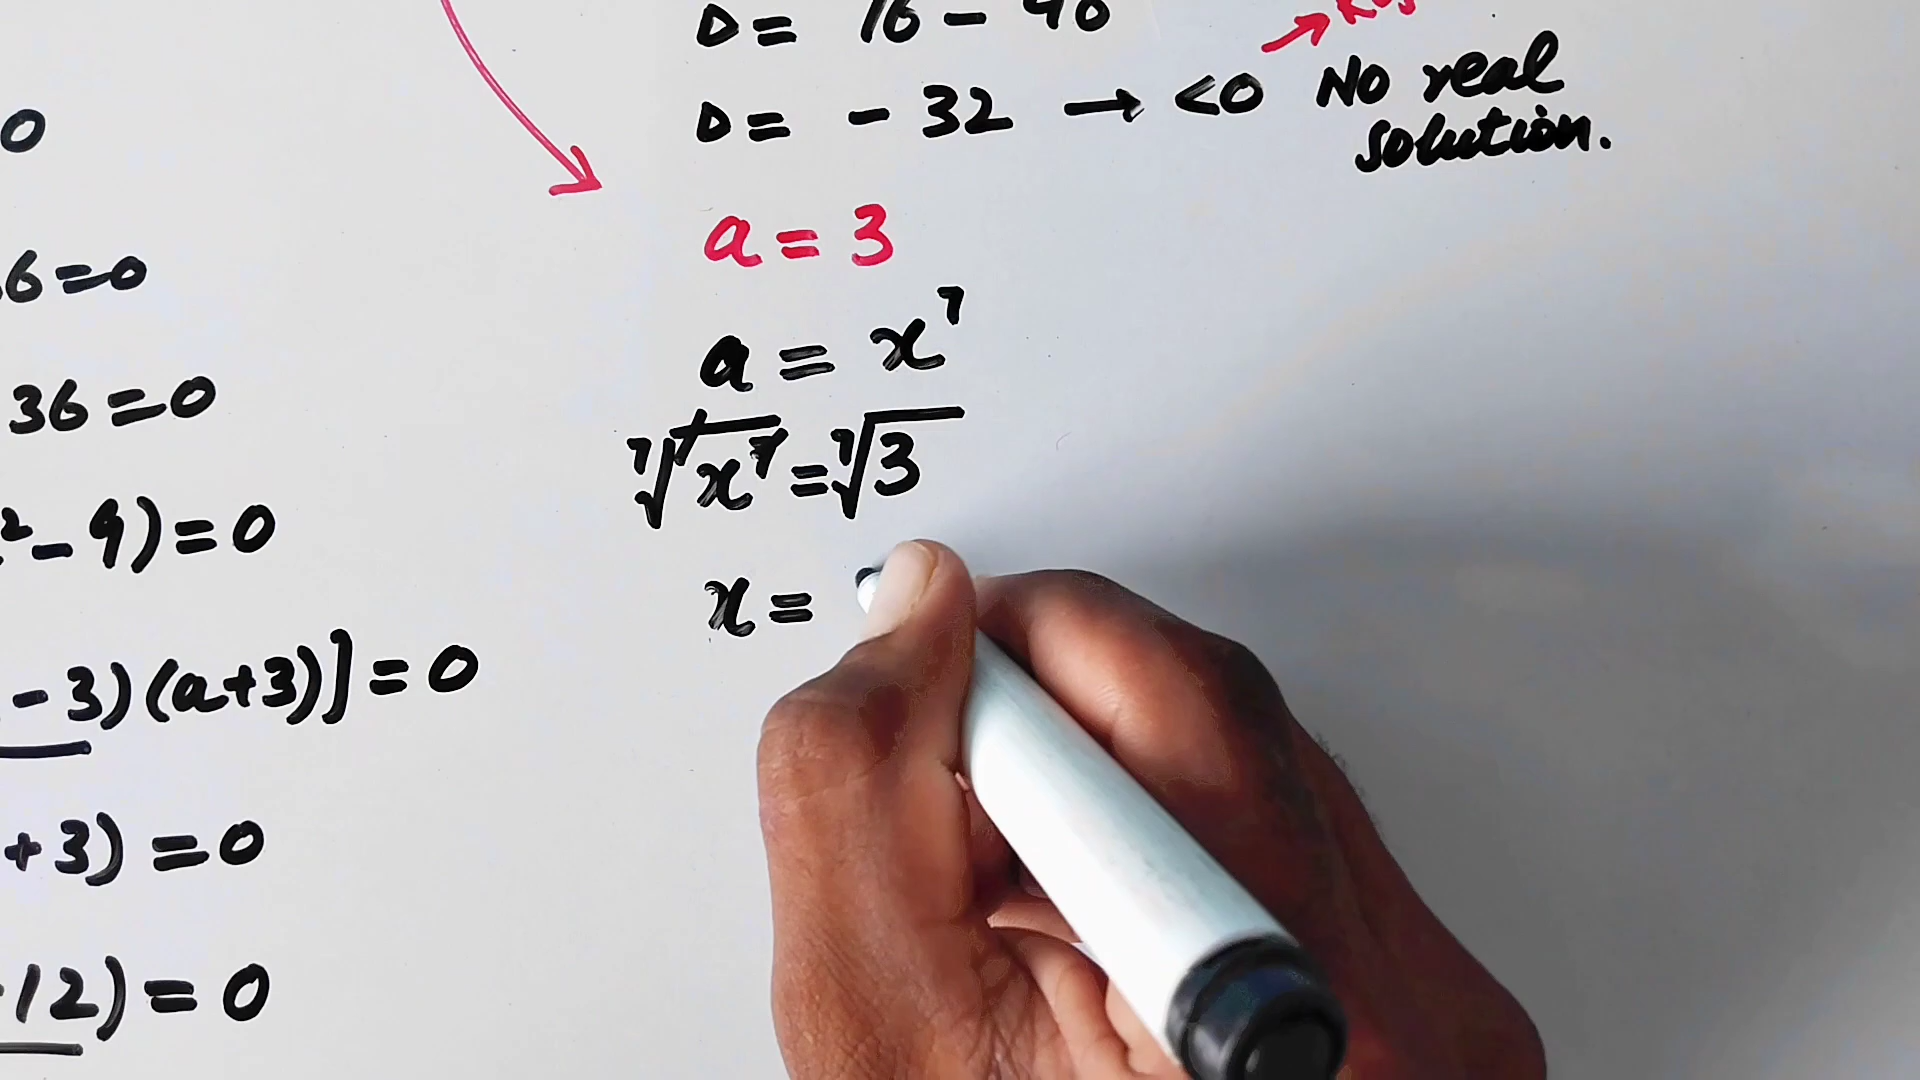 0
6=0
36=0
²-9)=0
-3)(a+3)]=0
+3)=0
-12)=0
D= 16-48
D= -32 → <0 No real
solution.
a=3
a=x⁷
⁷√x⁷=⁷√3
x=